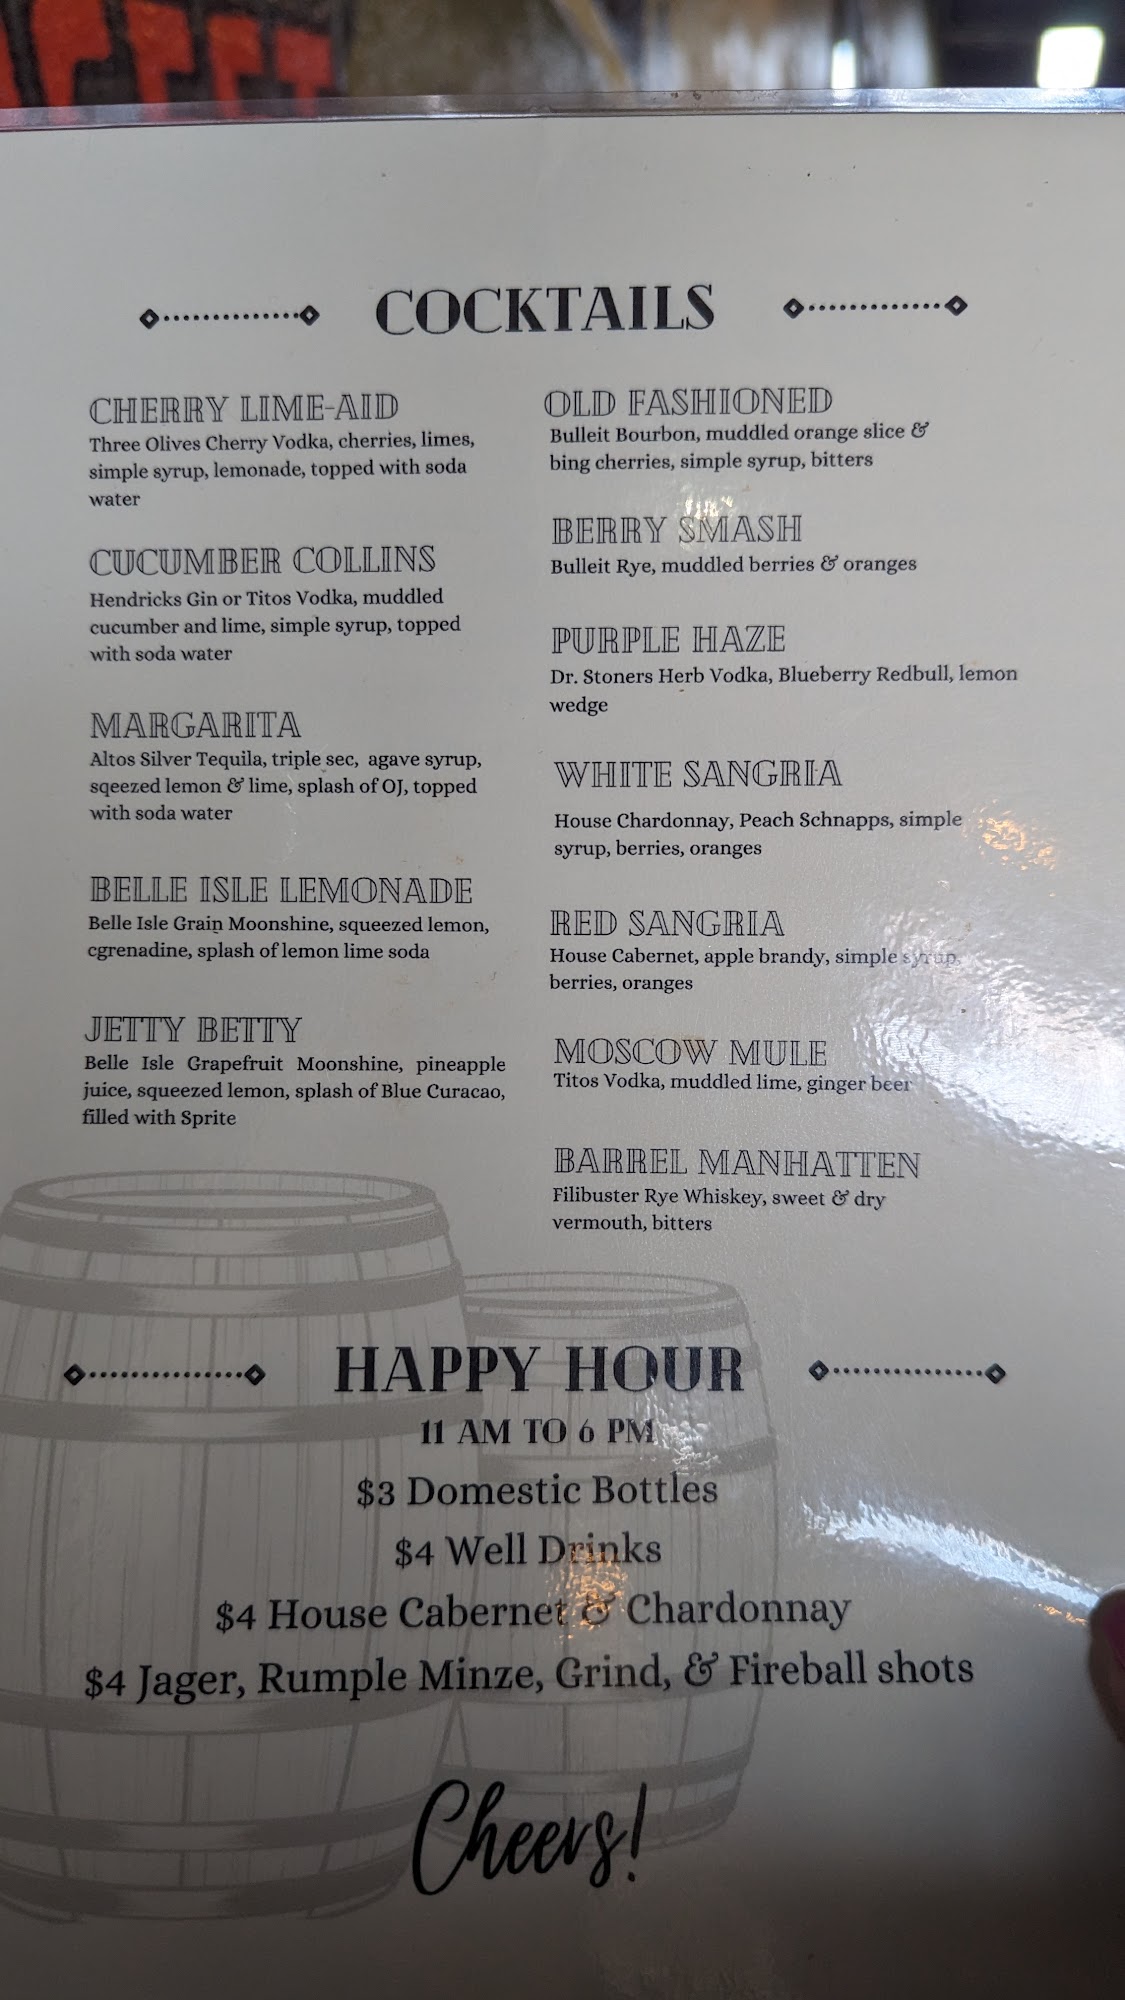 COCKTAILS
CHERRY LIME-AID
Three Olives Cherry Vodka, cherries, limes,
simple syrup, lemonade, topped with soda
water
CUCUMBER COLLINS
Hendricks Gin or Titos Vodka, muddled
cucumber and lime, simple syrup, topped
with soda water
MARGARITA
Altos Silver Tequila, triple sec, agave syrup,
sqeezed lemon & lime, splash of OJ, topped
with soda water
BELLE ISLE LEMONADE
Belle Isle Grain Moonshine, squeezed lemon,
cgrenadine, splash of lemon lime soda
JETTY BETTY
Belle Isle Grapefruit Moonshine, pineapple
juice, squeezed lemon, splash of Blue Curacao,
filled with Sprite
OLD FASHIONED
Bulleit Bourbon, muddled orange slice &
bing cherries, simple syrup, bitters
BERRY SMASH
Bulleit Rye, muddled berries & oranges
PURPLE HAZE
Dr. Stoners Herb Vodka, Blueberry Redbull, lemon
wedge
WHITE SANGRIA
House Chardonnay, Peach Schnapps, simple
syrup, berries, oranges
RED SANGRIA
House Cabernet, apple brandy, simple syrup,
berries, oranges
MOSCOW MULE
Titos Vodka, muddled lime, ginger beer
BARREL MANHATTEN
Filibuster Rye Whiskey, sweet & dry
vermouth, bitters
HAPPY HOUR
11 AM TO 6 PM
$3 Domestic Bottles
$4 Well Drinks
$4 House Cabernet & Chardonnay
$4 Jager, Rumple Minze, Grind, & Fireball shots
Cheers!